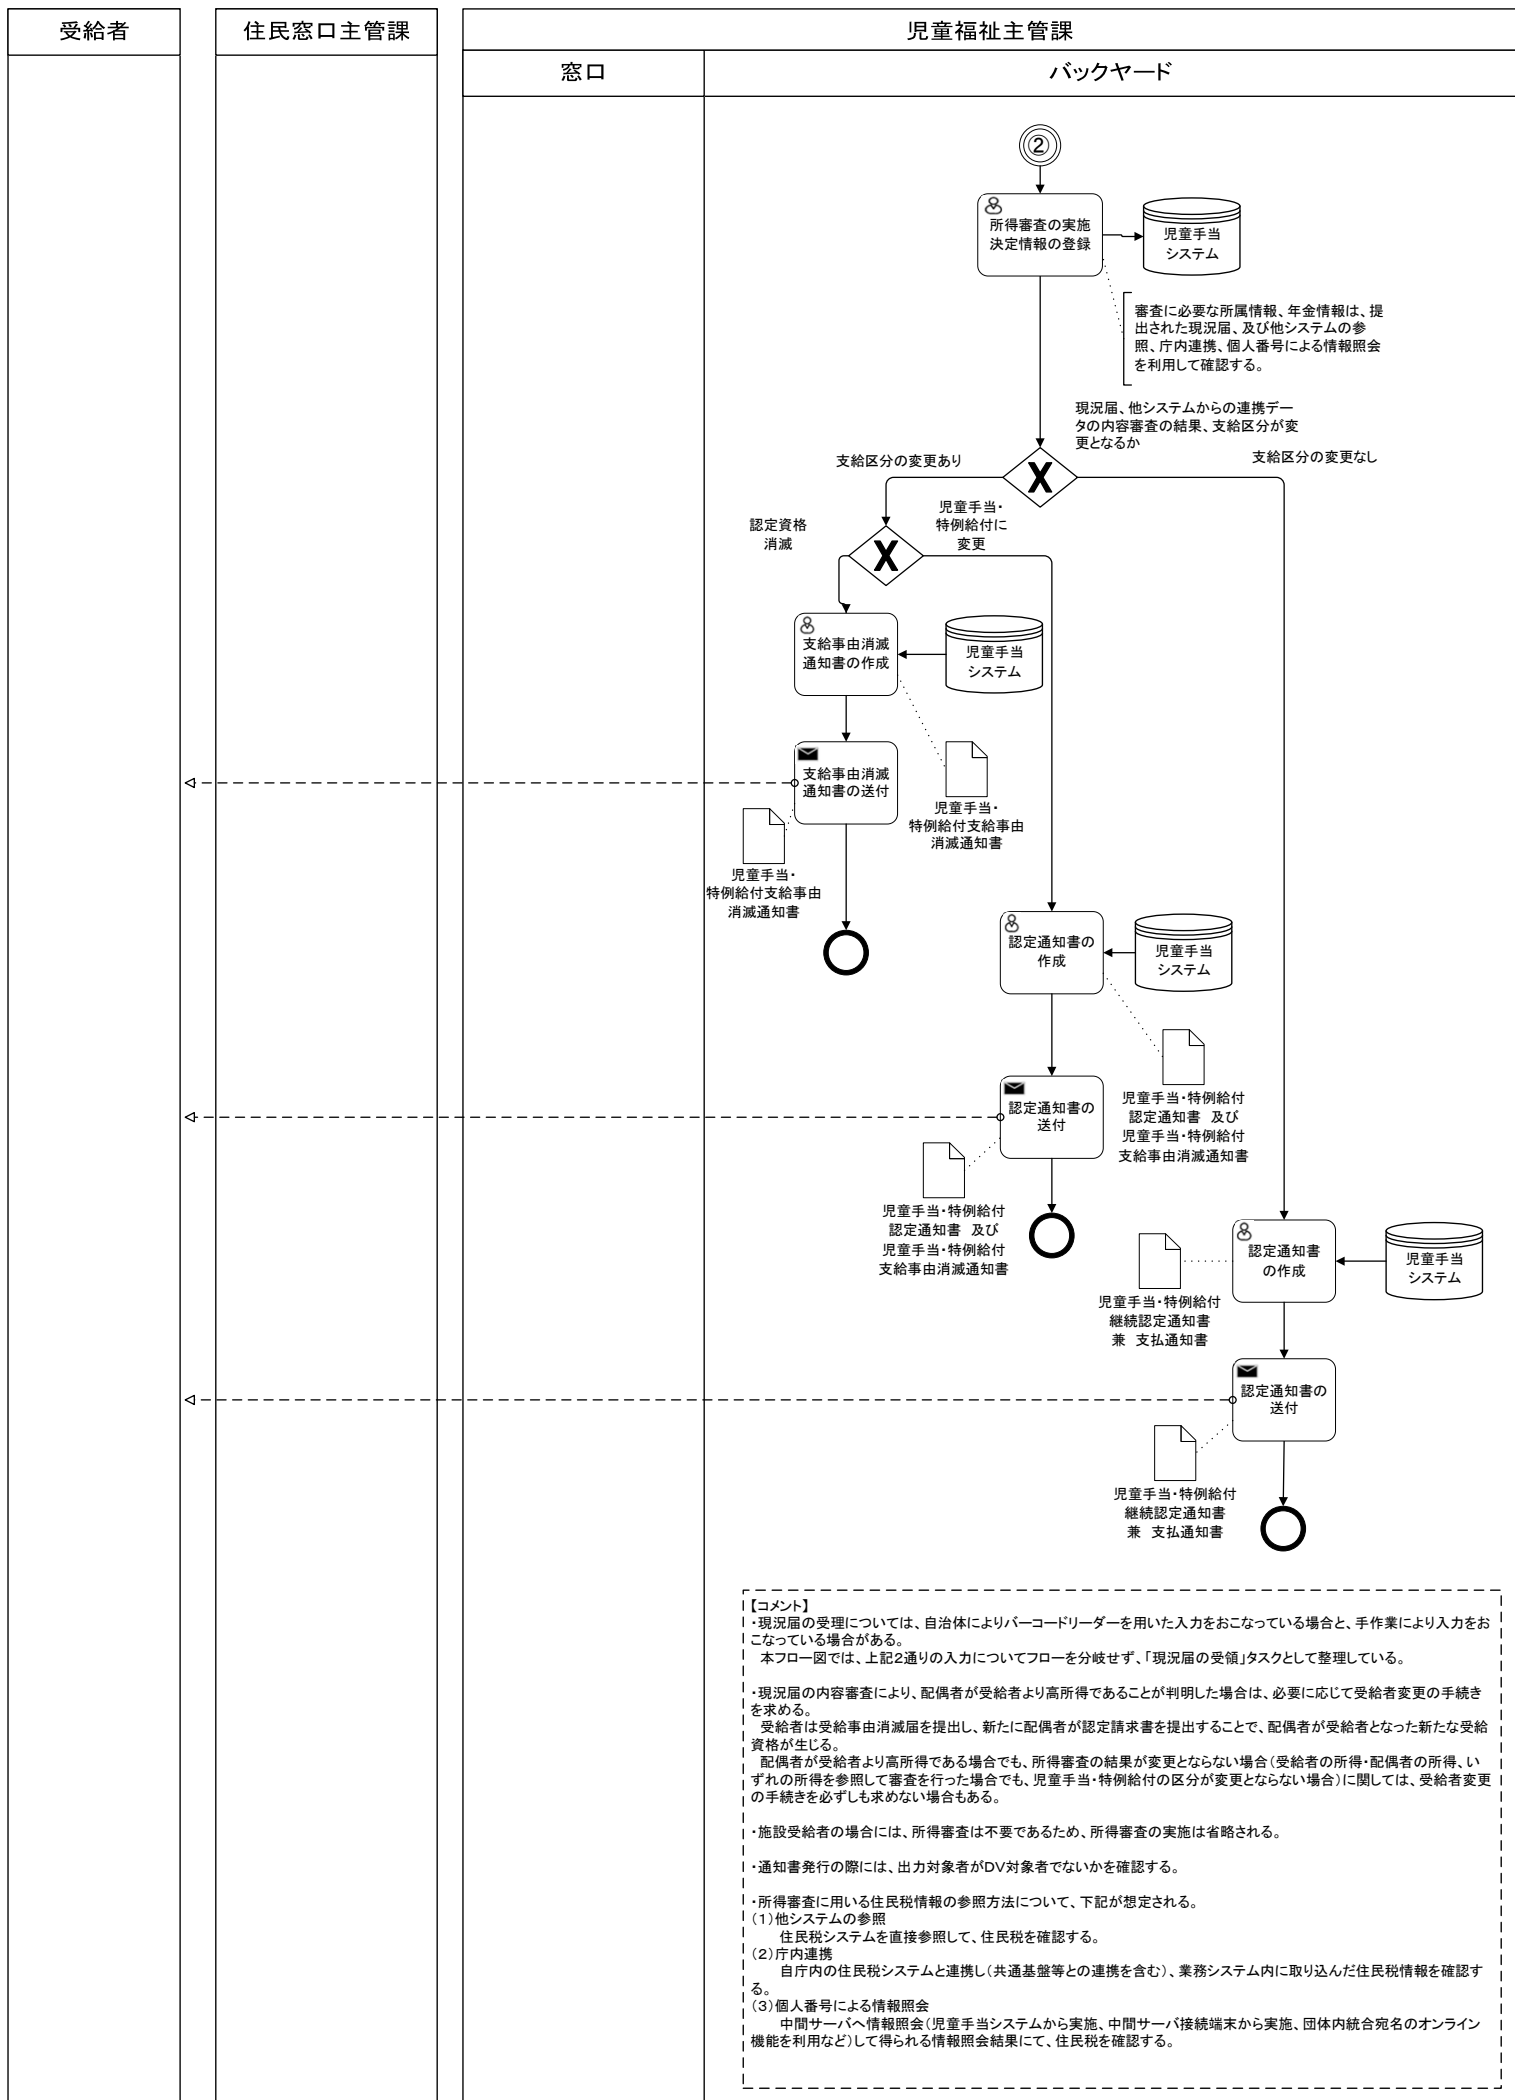 受給者
住民窓口主管課
児童福祉主管課
窓口
バックヤード
②
所得審査の実施
決定情報の登録
児童手当
システム
審査に必要な所属情報、年金情報は、提
出された現況届、及び他システムの参
照、庁内連携、個人番号による情報照会
を利用して確認する。
現況届、他システムからの連携デー
タの内容審査の結果、支給区分が変
更となるか
支給区分の変更あり
支給区分の変更なし
X
認定資格
消滅
児童手当・
特例給付に
変更
X
支給事由消滅
通知書の作成
児童手当
システム
支給事由消滅
通知書の送付
児童手当・
特例給付支給事由
消滅通知書
児童手当・
特例給付支給事由
消滅通知書
認定通知書の
作成
児童手当
システム
認定通知書の
送付
児童手当・特例給付
認定通知書 及び
児童手当・特例給付
支給事由消滅通知書
児童手当・特例給付
認定通知書 及び
児童手当・特例給付
支給事由消滅通知書
認定通知書
の作成
児童手当
システム
児童手当・特例給付
継続認定通知書
兼 支払通知書
認定通知書の
送付
児童手当・特例給付
継続認定通知書
兼 支払通知書
【コメント】
・現況届の受理については、自治体によりバーコードリーダーを用いた入力をおこなっている場合と、手作業により入力をお
こなっている場合がある。
本フロー図では、上記2通りの入力についてフローを分岐せず、「現況届の受領」タスクとして整理している。
・現況届の内容審査により、配偶者が受給者より高所得であることが判明した場合は、必要に応じて受給者変更の手続き
を求める。
受給者は受給事由消滅届を提出し、新たに配偶者が認定請求書を提出することで、配偶者が受給者となった新たな受給
資格が生じる。
配偶者が受給者より高所得である場合でも、所得審査の結果が変更とならない場合(受給者の所得・配偶者の所得、い
ずれの所得を参照して審査を行った場合でも、児童手当・特例給付の区分が変更とならない場合)に関しては、受給者変更
の手続きを必ずしも求めない場合もある。
・施設受給者の場合には、所得審査は不要であるため、所得審査の実施は省略される。
・通知書発行の際には、出力対象者がDV対象者でないかを確認する。
・所得審査に用いる住民税情報の参照方法について、下記が想定される。
(1)他システムの参照
住民税システムを直接参照して、住民税を確認する。
(2)庁内連携
自庁内の住民税システムと連携し(共通基盤等との連携を含む)、業務システム内に取り込んだ住民税情報を確認す
る。
(3)個人番号による情報照会
中間サーバへ情報照会(児童手当システムから実施、中間サーバ接続端末から実施、団体内統合宛名のオンライン
機能を利用など)して得られる情報照会結果にて、住民税を確認する。